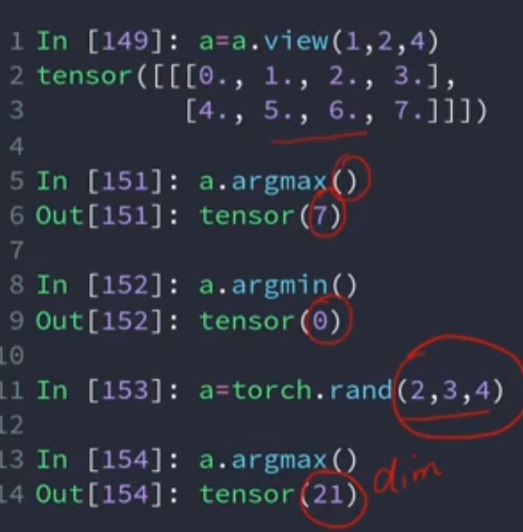 1 In [149]: a=a.view(1,2,4)
2 tensor([[[0., 1., 2., 3.],
3          [4., 5., 6., 7.]]])
4
5 In [151]: a.argmax()
6 Out[151]: tensor(7)
7
8 In [152]: a.argmin()
9 Out[152]: tensor(0)
10
11 In [153]: a=torch.rand(2,3,4)
12
13 In [154]: a.argmax()
14 Out[154]: tensor(21) dim